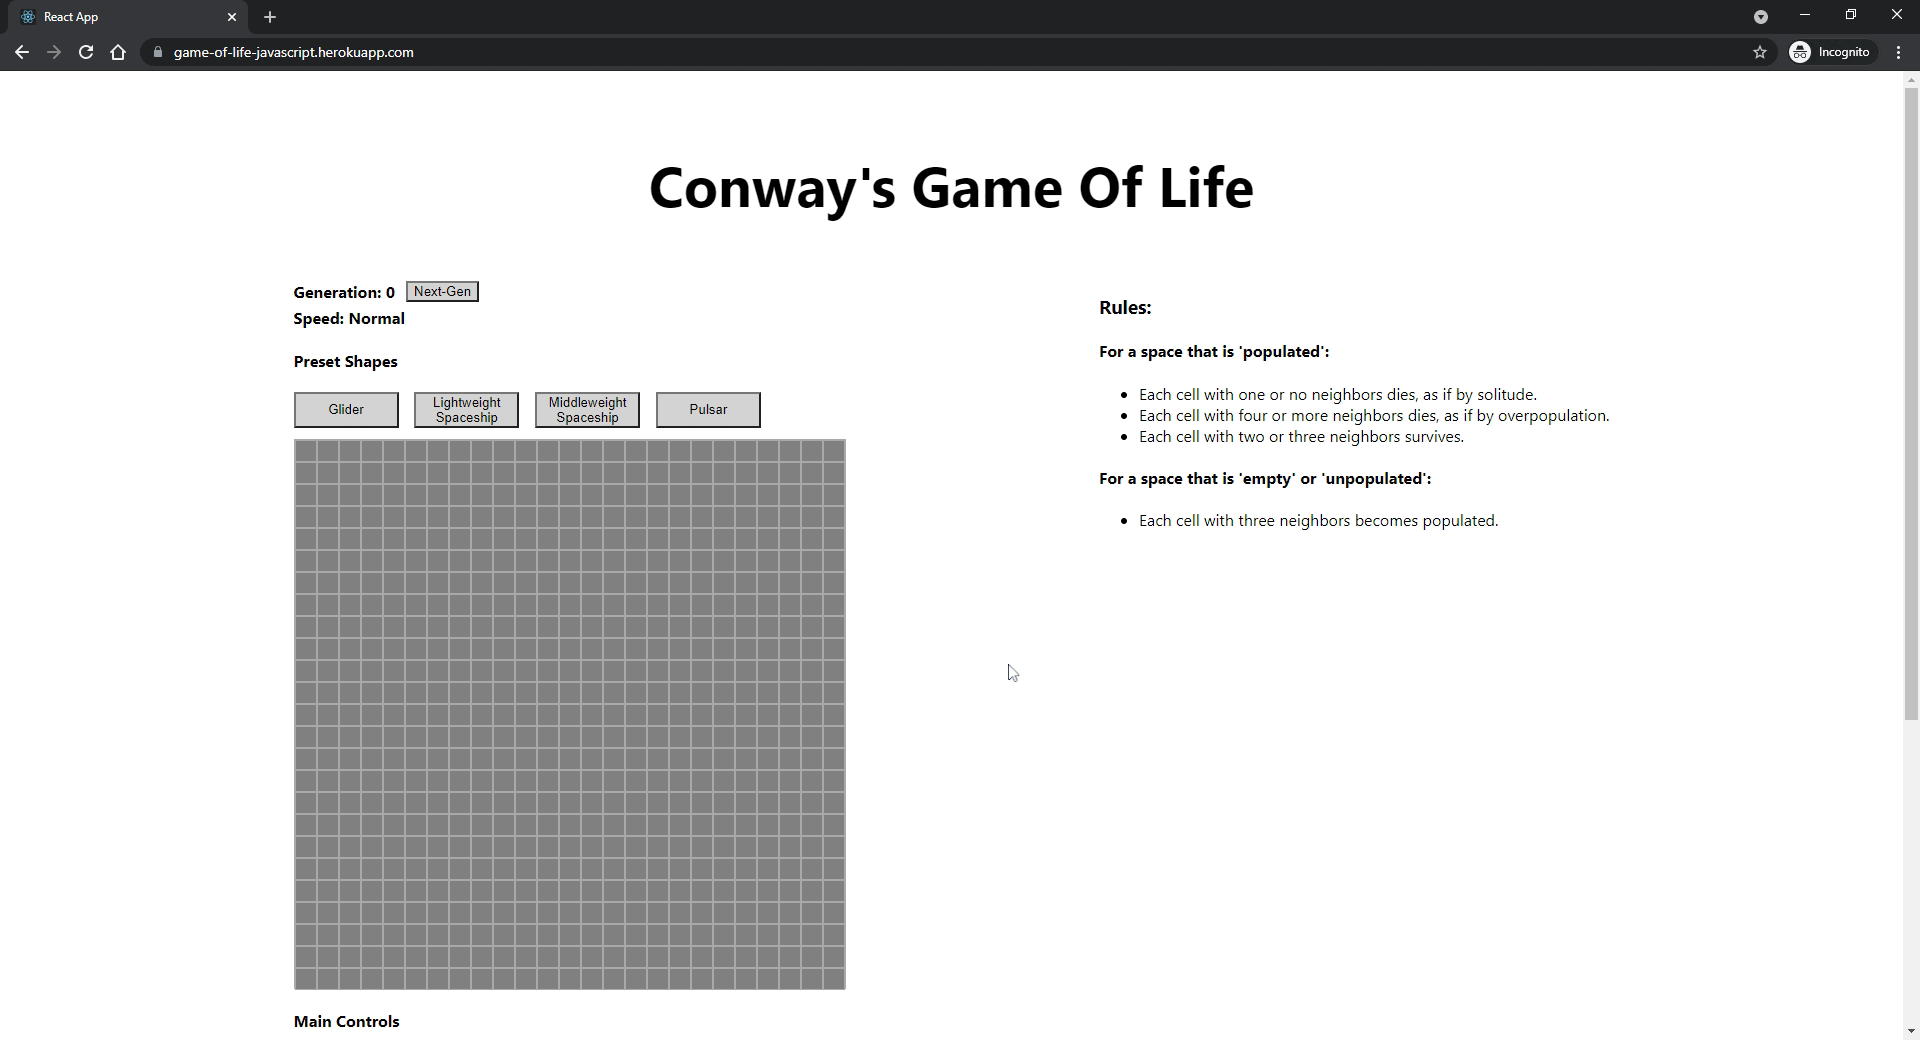 React App
game-of-life-javascript.herokuapp.com
Incognito
Conway's Game Of Life
Generation: 0 Next-Gen
Speed: Normal
Preset Shapes
Glider
Lightweight
Spaceship
Middleweight
Spaceship
Pulsar
Main Controls
Rules:
For a space that is 'populated':
Each cell with one or no neighbors dies, as if by solitude.
Each cell with four or more neighbors dies, as if by overpopulation.
Each cell with two or three neighbors survives.
For a space that is 'empty' or 'unpopulated':
Each cell with three neighbors becomes populated.